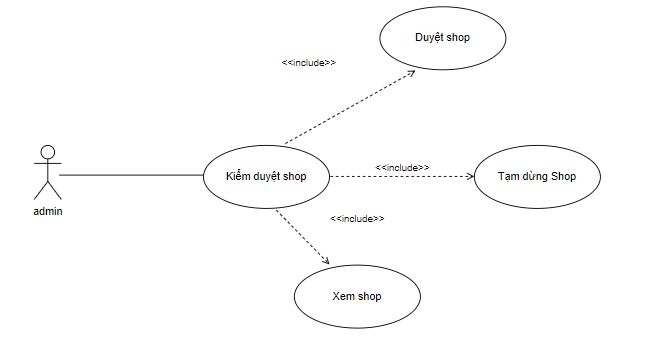 Duyệt shop
<<include>>
Kiểm duyệt shop
<<include>>
Tạm dừng Shop
admin
<<include>>
Xem shop